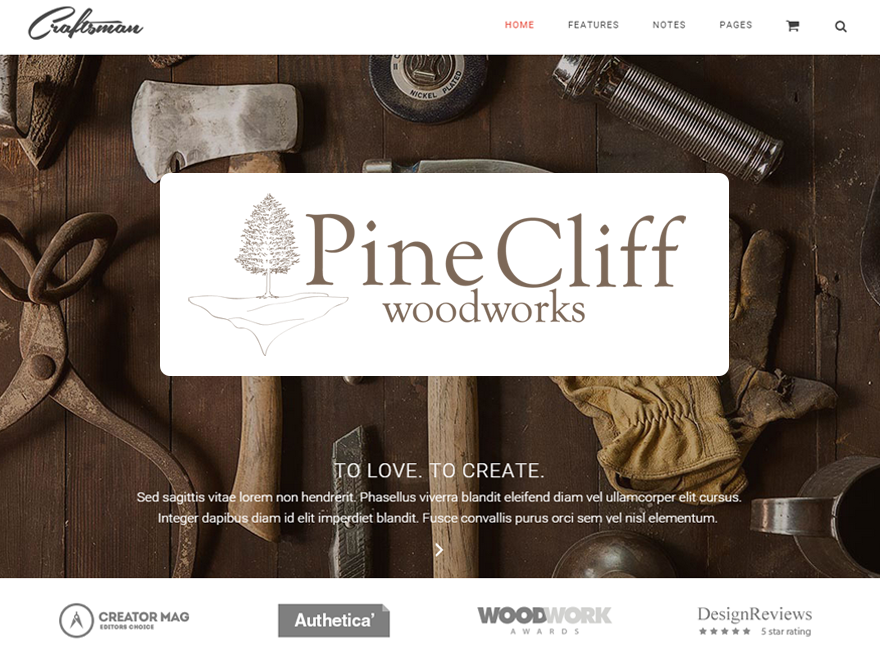 Craftsman
HOME FEATURES NOTES PAGES
NICKEL PLATED
Pine Cliff
woodworks
TO LOVE. TO CREATE.
Sed sagittis vitae lorem non hendrerit. Phasellus viverra blandit eleifend diam vel ullamcorper elit cursus.
Integer dapibus diam id elit imperdiet blandit. Fusce convallis purus orci sem vel nisl elementum.
CREATOR MAG
EDITORS CHOICE
Authetica’
WOODWORK
AWARDS
DesignReviews
5 star rating